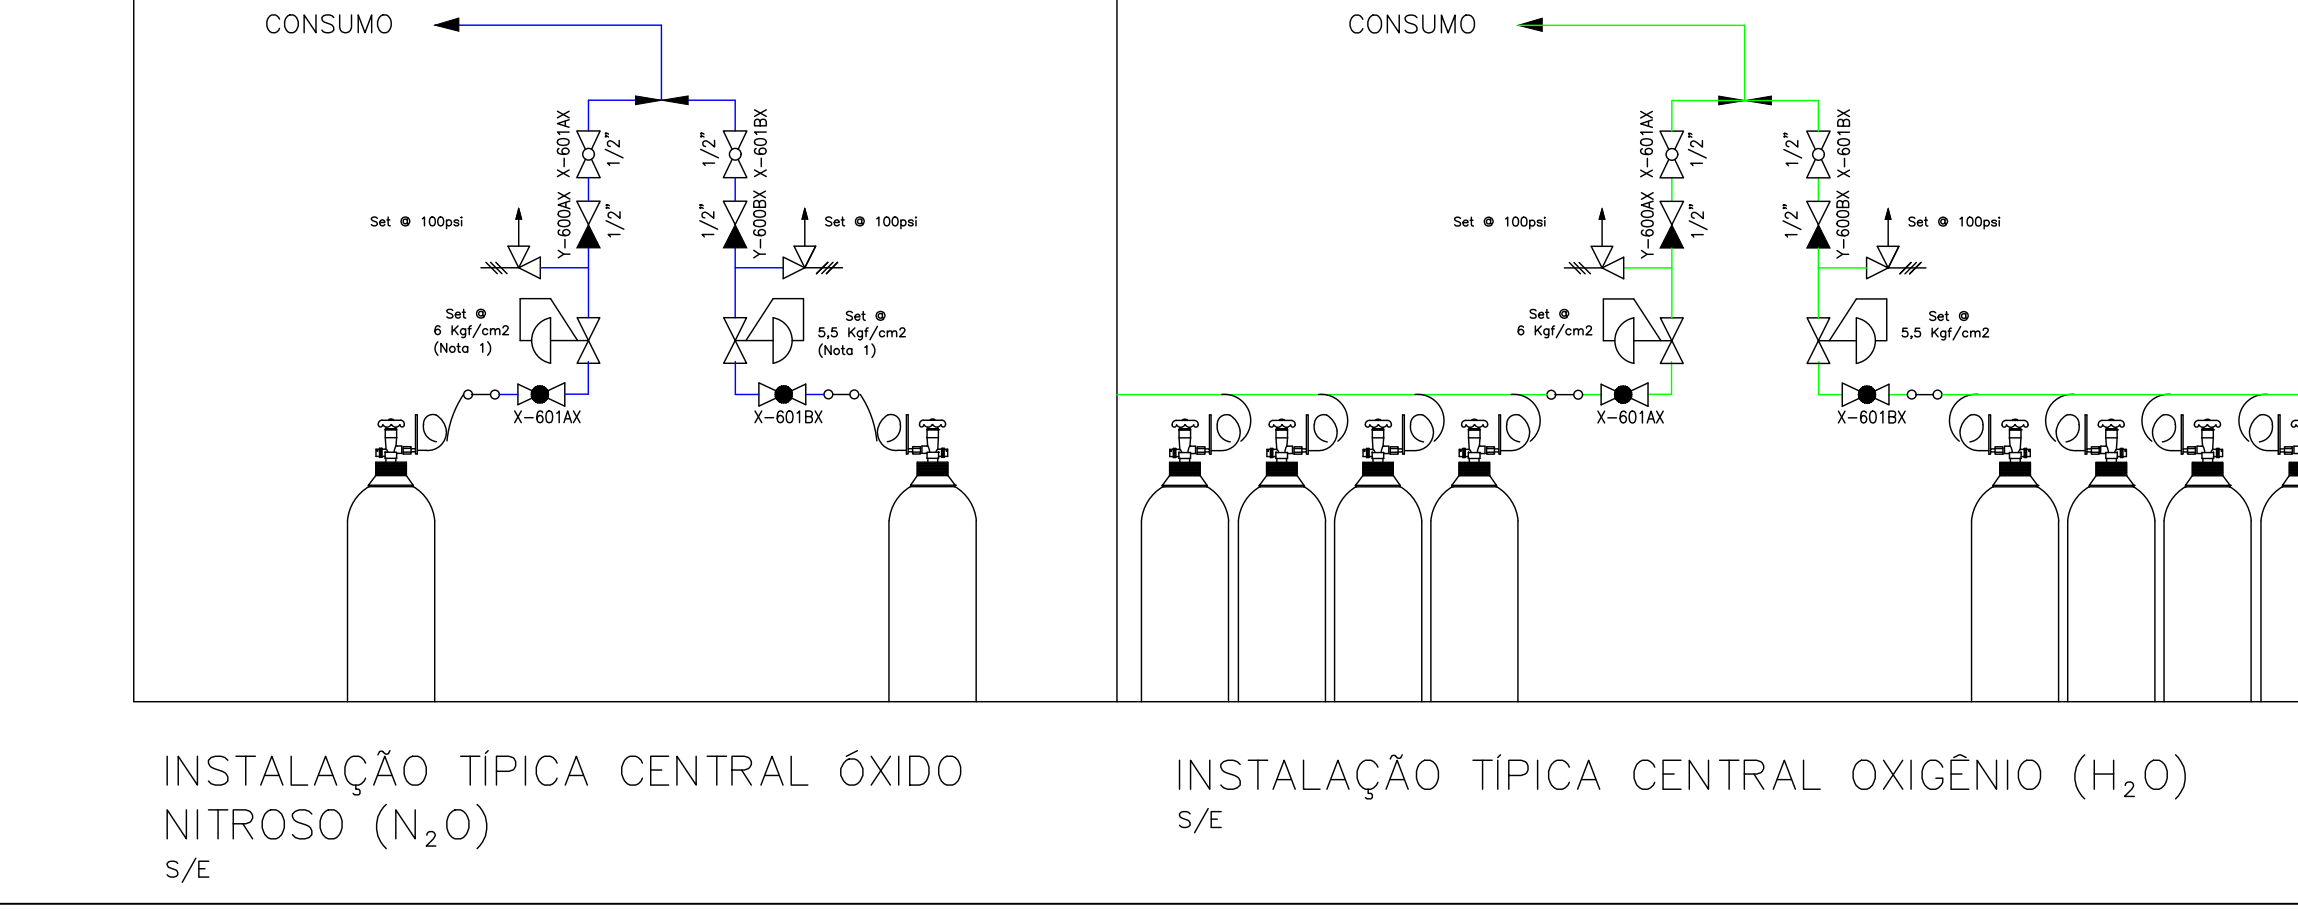 CONSUMO
X-601AX
1/2"
1/2"
X-601BX
Y-600AX
1/2"
1/2"
Y-600BX
Set @ 100psi
Set @ 100psi
Set @
6 Kgf/cm2
(Nota 1)
Set @
5,5 Kgf/cm2
(Nota 1)
X-601AX
X-601BX
INSTALAÇÃO TÍPICA CENTRAL ÓXIDO
NITROSO (N₂O)
S/E
CONSUMO
X-601AX
1/2"
1/2"
X-601BX
Y-600AX
1/2"
1/2"
Y-600BX
Set @ 100psi
Set @ 100psi
Set @
6 Kgf/cm2
Set @
5,5 Kgf/cm2
X-601AX
X-601BX
INSTALAÇÃO TÍPICA CENTRAL OXIGÊNIO (H₂O)
S/E